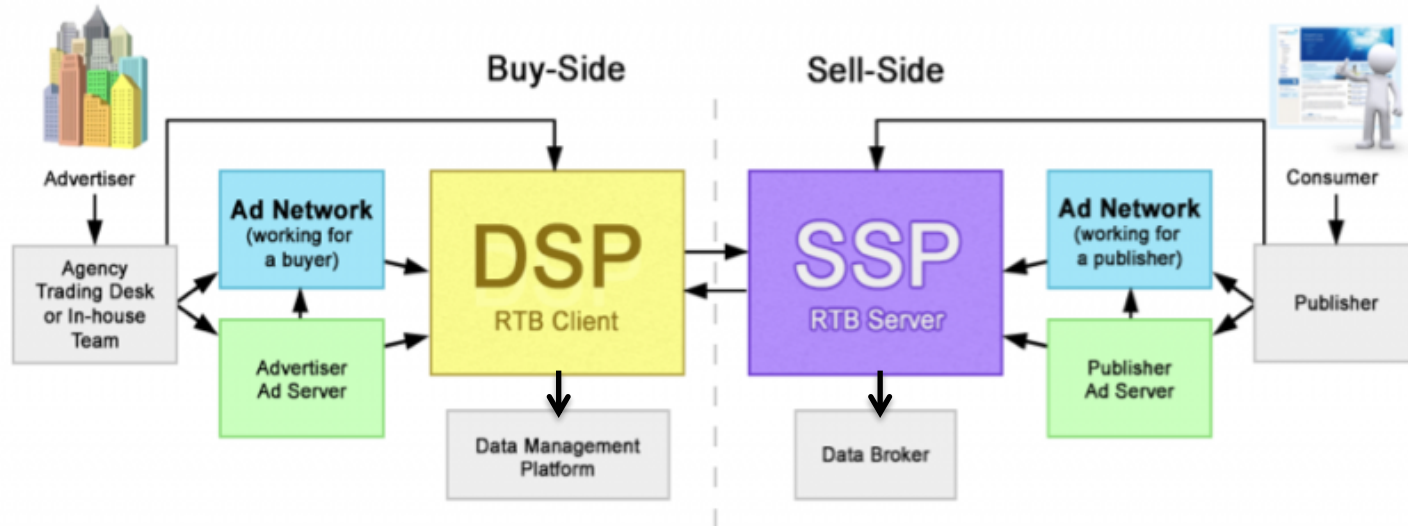 Buy-Side
Sell-Side
Advertiser
Consumer
Agency
Trading Desk
or In-house
Team
Ad Network
(working for
a buyer)
Advertiser
Ad Server
DSP
RTB Client
Data Management
Platform
SSP
RTB Server
Data Broker
Ad Network
(working for
a publisher)
Publisher
Ad Server
Publisher